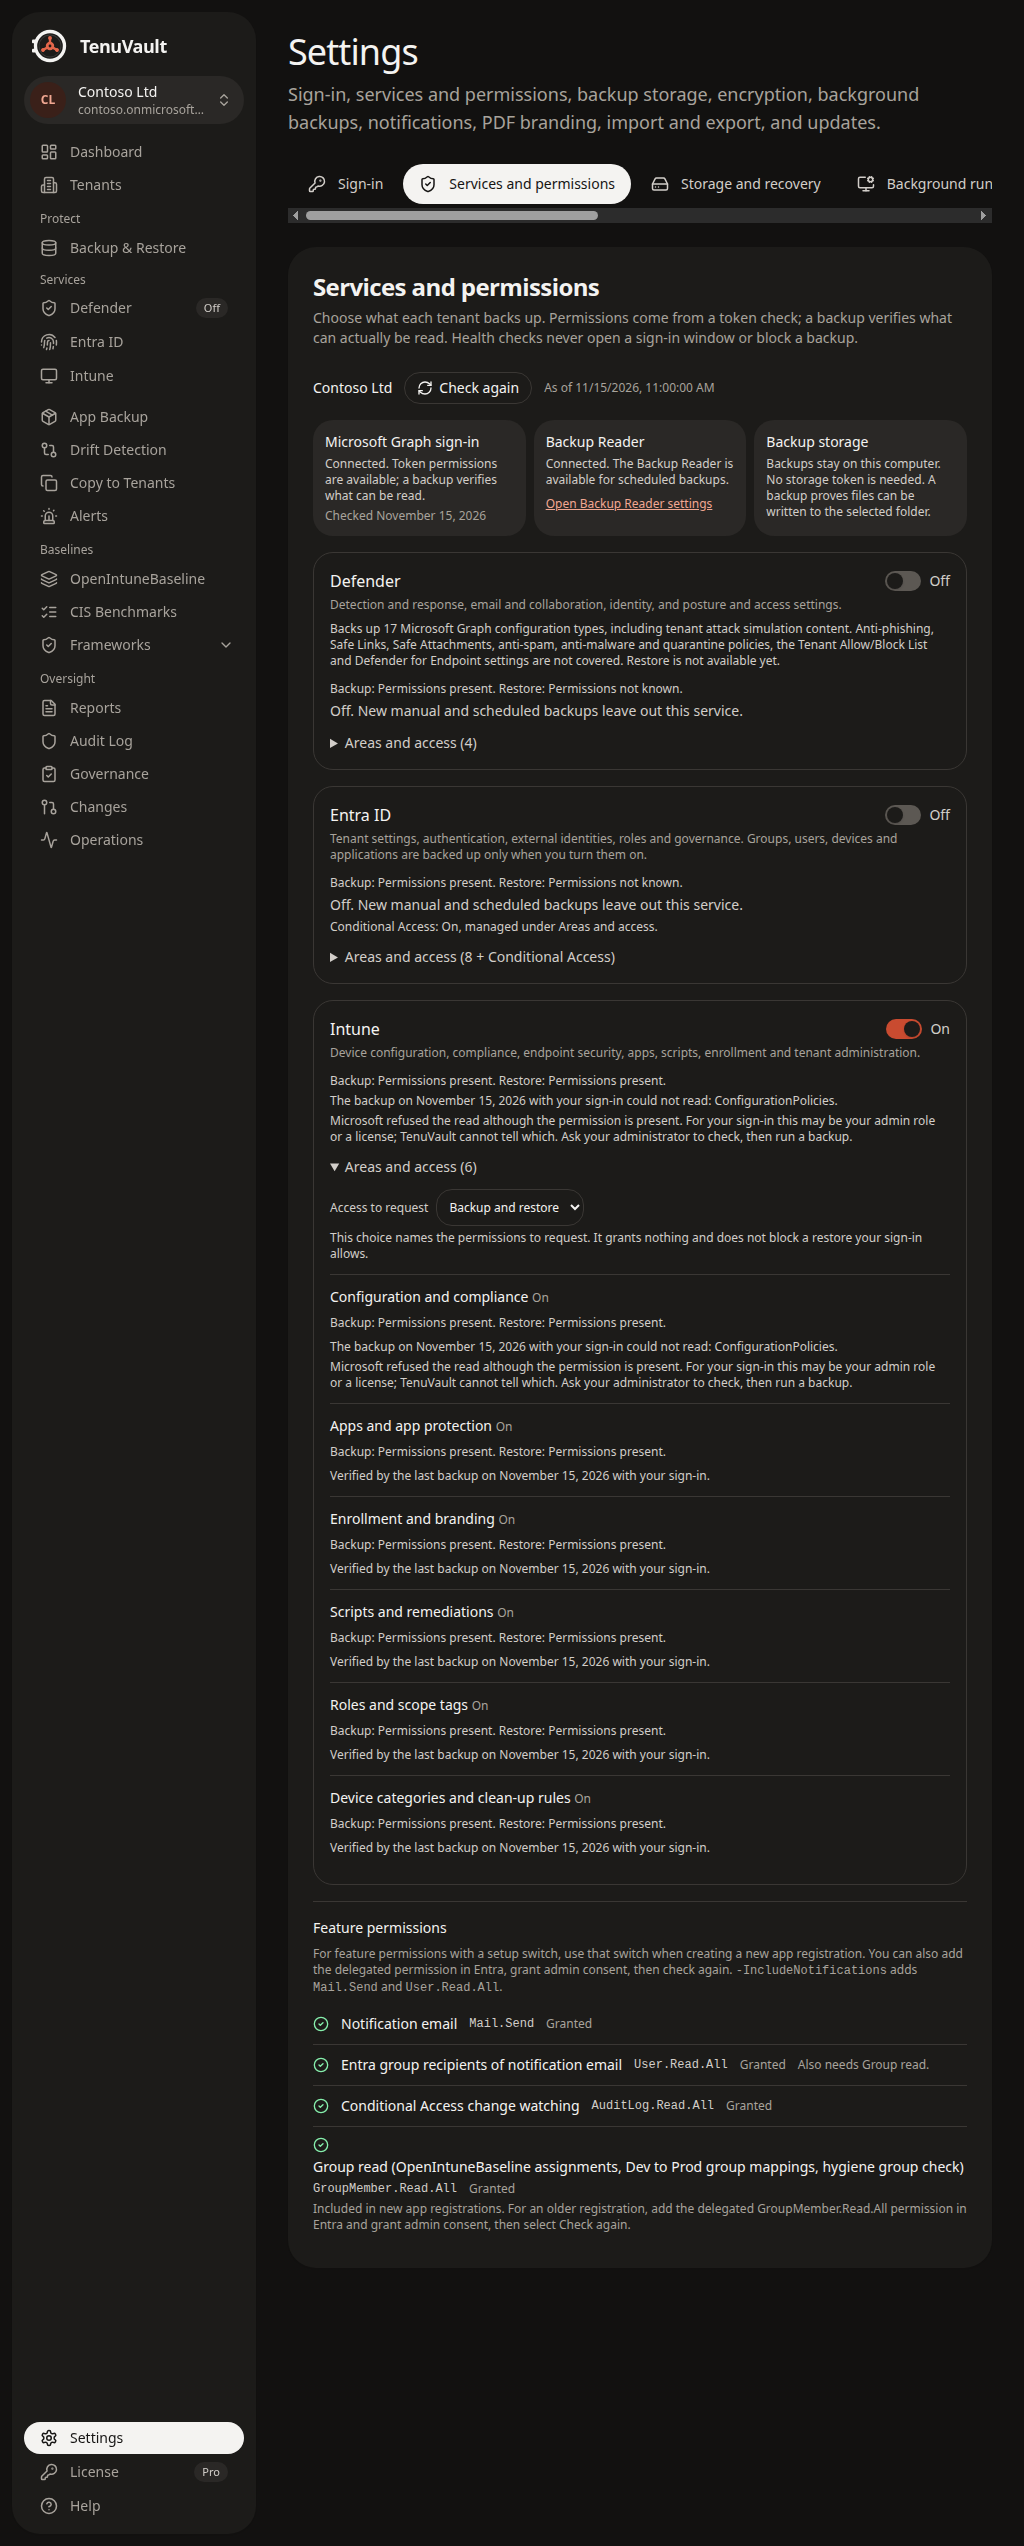 TenuVault
CL
Contoso Ltd
contoso.onmicrosoft...
Dashboard
Tenants
Protect
Backup & Restore
Services
Defender Off
Entra ID
Intune
App Backup
Drift Detection
Copy to Tenants
Alerts
Baselines
OpenIntuneBaseline
CIS Benchmarks
Frameworks
Oversight
Reports
Audit Log
Governance
Changes
Operations
Settings
License Pro
Help
Settings
Sign-in, services and permissions, backup storage, encryption, background
backups, notifications, PDF branding, import and export, and updates.
Sign-in Services and permissions Storage and recovery Background run
Services and permissions
Choose what each tenant backs up. Permissions come from a token check; a backup verifies what
can actually be read. Health checks never open a sign-in window or block a backup.
Contoso Ltd Check again As of 11/15/2026, 11:00:00 AM
Microsoft Graph sign-in
Connected. Token permissions
are available; a backup verifies
what can be read.
Checked November 15, 2026
Backup Reader
Connected. The Backup Reader is
available for scheduled backups.
Open Backup Reader settings
Backup storage
Backups stay on this computer.
No storage token is needed. A
backup proves files can be
written to the selected folder.
Defender Off
Detection and response, email and collaboration, identity, and posture and access settings.
Backs up 17 Microsoft Graph configuration types, including tenant attack simulation content. Anti-phishing,
Safe Links, Safe Attachments, anti-spam, anti-malware and quarantine policies, the Tenant Allow/Block List
and Defender for Endpoint settings are not covered. Restore is not available yet.
Backup: Permissions present. Restore: Permissions not known.
Off. New manual and scheduled backups leave out this service.
Areas and access (4)
Entra ID Off
Tenant settings, authentication, external identities, roles and governance. Groups, users, devices and
applications are backed up only when you turn them on.
Backup: Permissions present. Restore: Permissions not known.
Off. New manual and scheduled backups leave out this service.
Conditional Access: On, managed under Areas and access.
Areas and access (8 + Conditional Access)
Intune On
Device configuration, compliance, endpoint security, apps, scripts, enrollment and tenant administration.
Backup: Permissions present. Restore: Permissions present.
The backup on November 15, 2026 with your sign-in could not read: ConfigurationPolicies.
Microsoft refused the read although the permission is present. For your sign-in this may be your admin role
or a license; TenuVault cannot tell which. Ask your administrator to check, then run a backup.
Areas and access (6)
Access to request Backup and restore
This choice names the permissions to request. It grants nothing and does not block a restore your sign-in
allows.
Configuration and compliance On
Backup: Permissions present. Restore: Permissions present.
The backup on November 15, 2026 with your sign-in could not read: ConfigurationPolicies.
Microsoft refused the read although the permission is present. For your sign-in this may be your admin role
or a license; TenuVault cannot tell which. Ask your administrator to check, then run a backup.
Apps and app protection On
Backup: Permissions present. Restore: Permissions present.
Verified by the last backup on November 15, 2026 with your sign-in.
Enrollment and branding On
Backup: Permissions present. Restore: Permissions present.
Verified by the last backup on November 15, 2026 with your sign-in.
Scripts and remediations On
Backup: Permissions present. Restore: Permissions present.
Verified by the last backup on November 15, 2026 with your sign-in.
Roles and scope tags On
Backup: Permissions present. Restore: Permissions present.
Verified by the last backup on November 15, 2026 with your sign-in.
Device categories and clean-up rules On
Backup: Permissions present. Restore: Permissions present.
Verified by the last backup on November 15, 2026 with your sign-in.
Feature permissions
For feature permissions with a setup switch, use that switch when creating a new app registration. You can also add
the delegated permission in Entra, grant admin consent, then check again. -IncludeNotifications adds
Mail.Send and User.Read.All.
Notification email Mail.Send Granted
Entra group recipients of notification email User.Read.All Granted Also needs Group read.
Conditional Access change watching AuditLog.Read.All Granted
Group read (OpenIntuneBaseline assignments, Dev to Prod group mappings, hygiene group check)
GroupMember.Read.All Granted
Included in new app registrations. For an older registration, add the delegated GroupMember.Read.All permission in
Entra and grant admin consent, then select Check again.